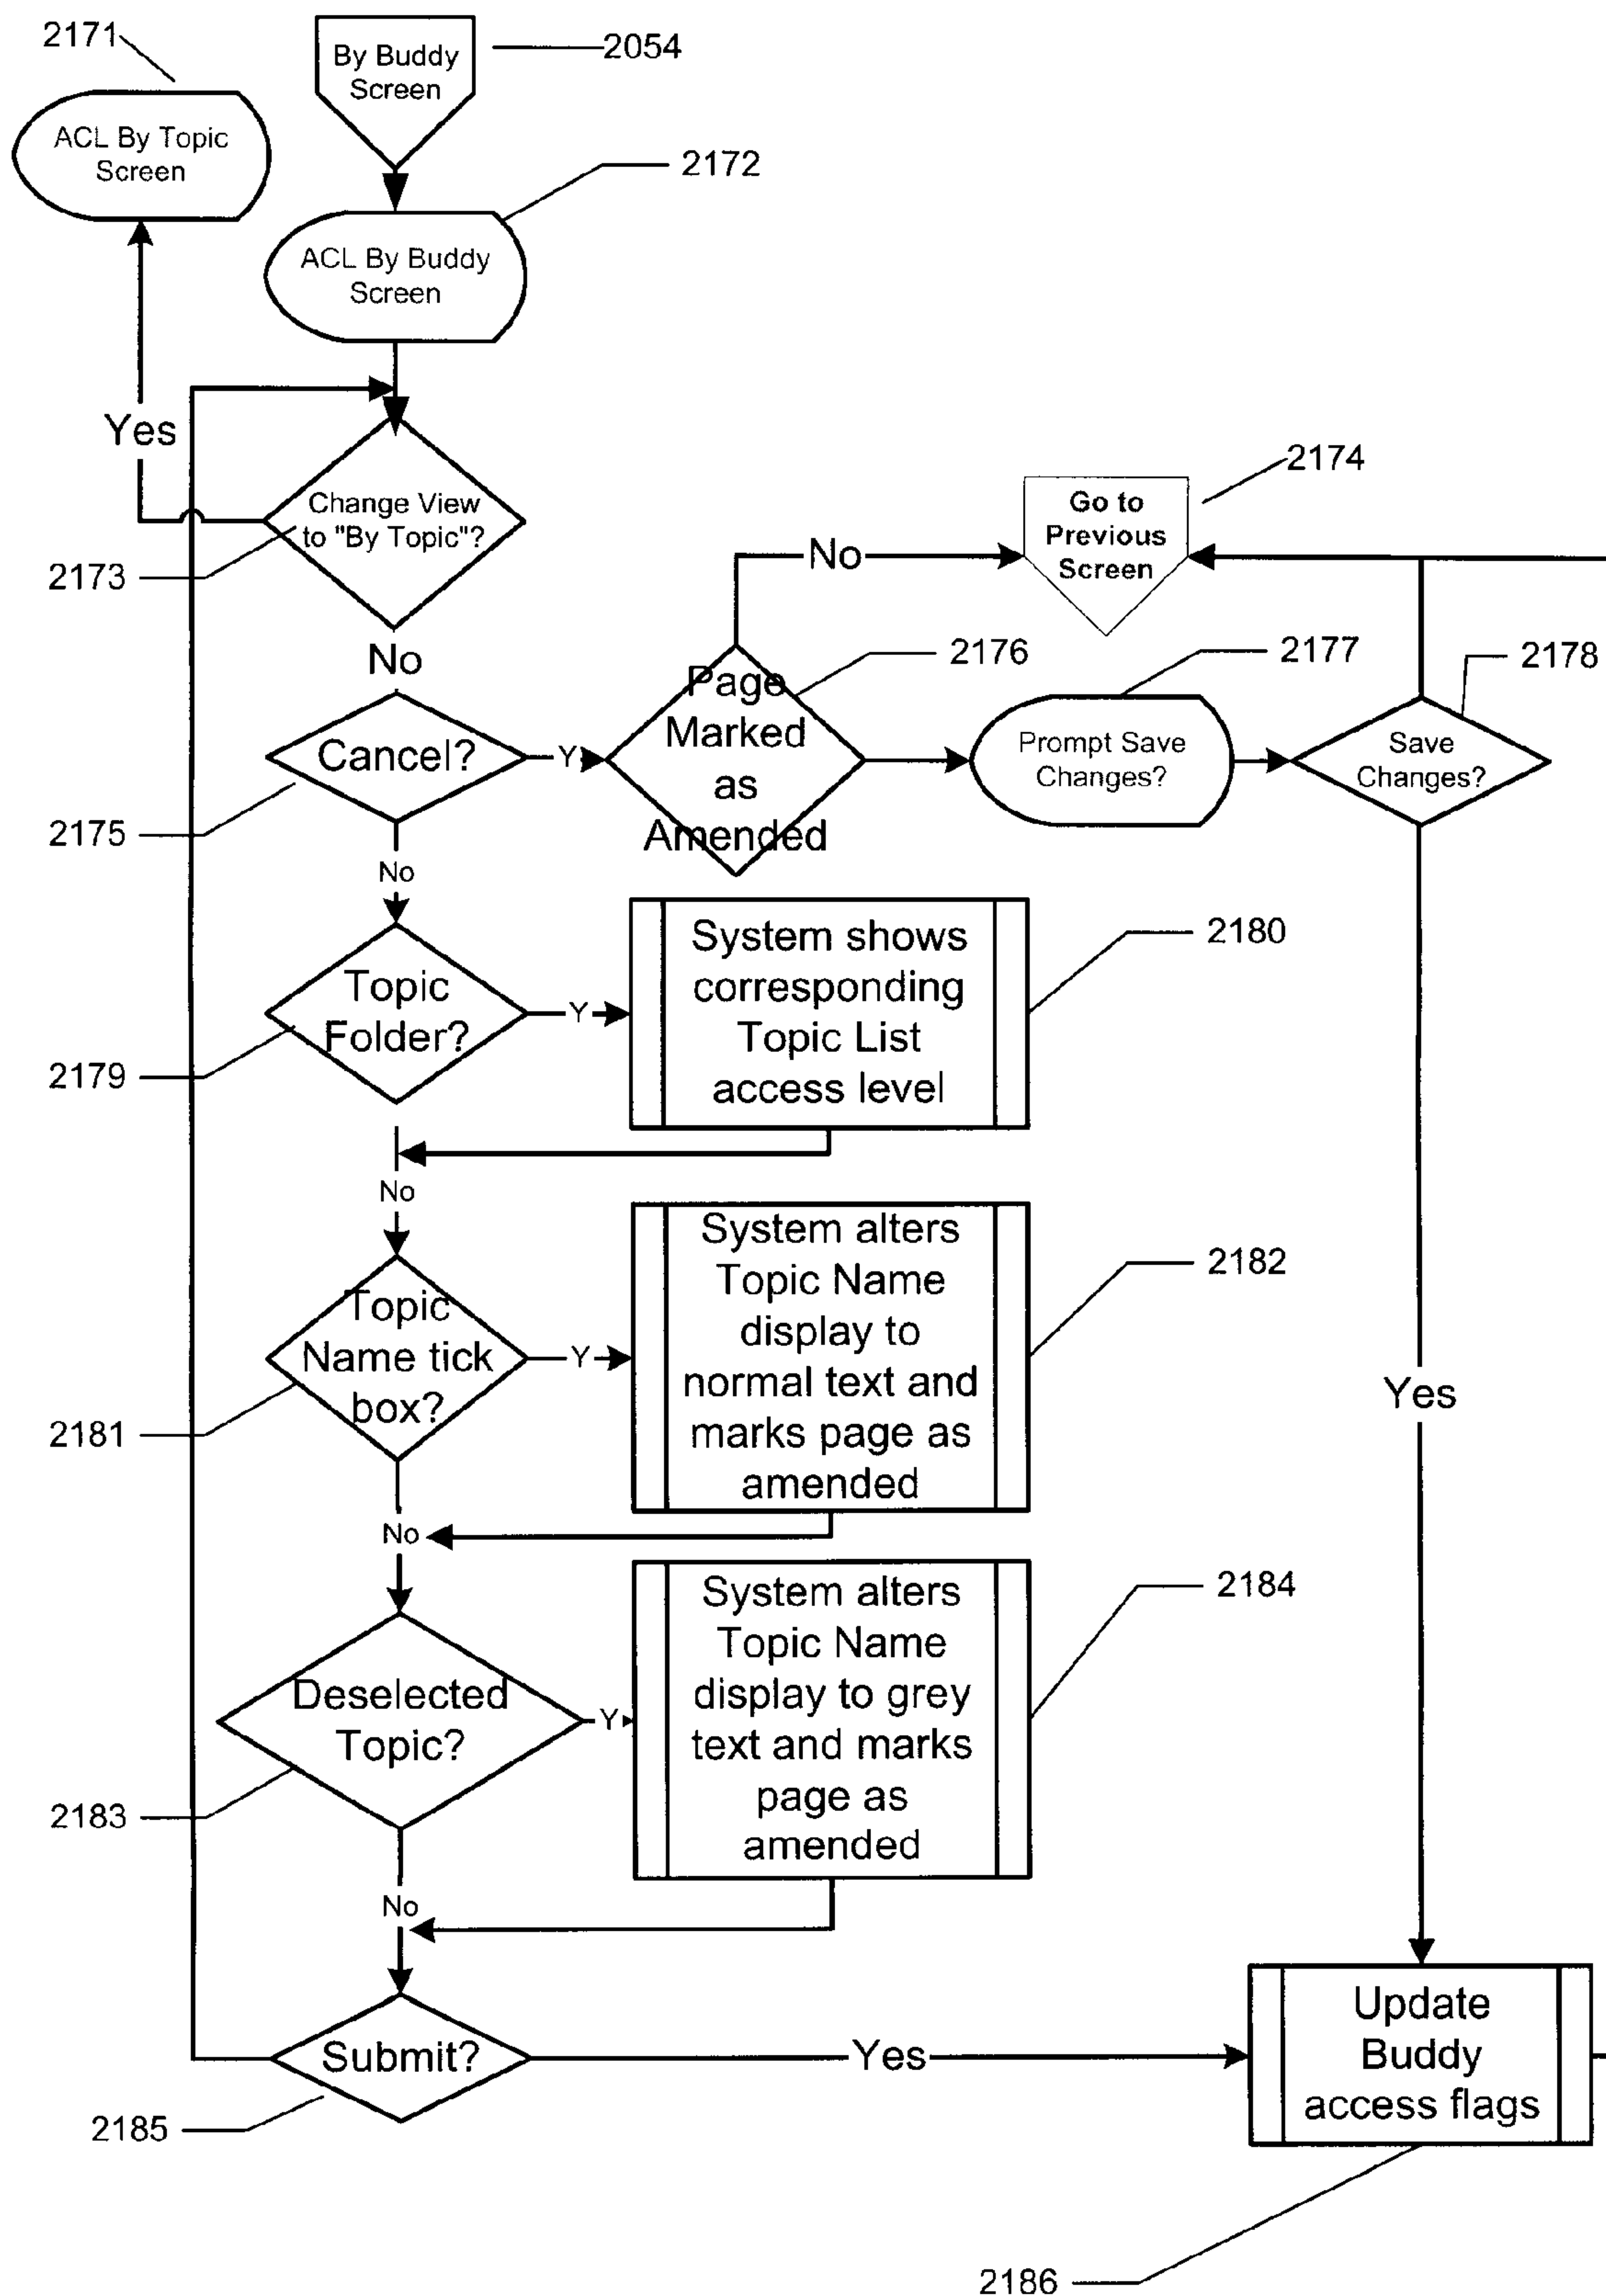 2171
By Buddy
Screen
2054
ACL By Topic
Screen
2172
ACL By Buddy
Screen
Yes
Change View
to "By Topic"?
2173
2174
Go to
Previous
Screen
No
No
2176
2177
2178
Page
Marked
as
Amended
Cancel?
Y
Prompt Save
Changes?
Save
Changes?
2175
No
System shows
corresponding
Topic List
access level
2180
Topic
Folder?
Y
2179
No
System alters
Topic Name
display to
normal text and
marks page as
amended
2182
Topic
Name tick
box?
Y
2181
Yes
No
System alters
Topic Name
display to grey
text and marks
page as
amended
2184
Deselected
Topic?
Y
2183
No
Submit?
Yes
Update
Buddy
access flags
2185
2186